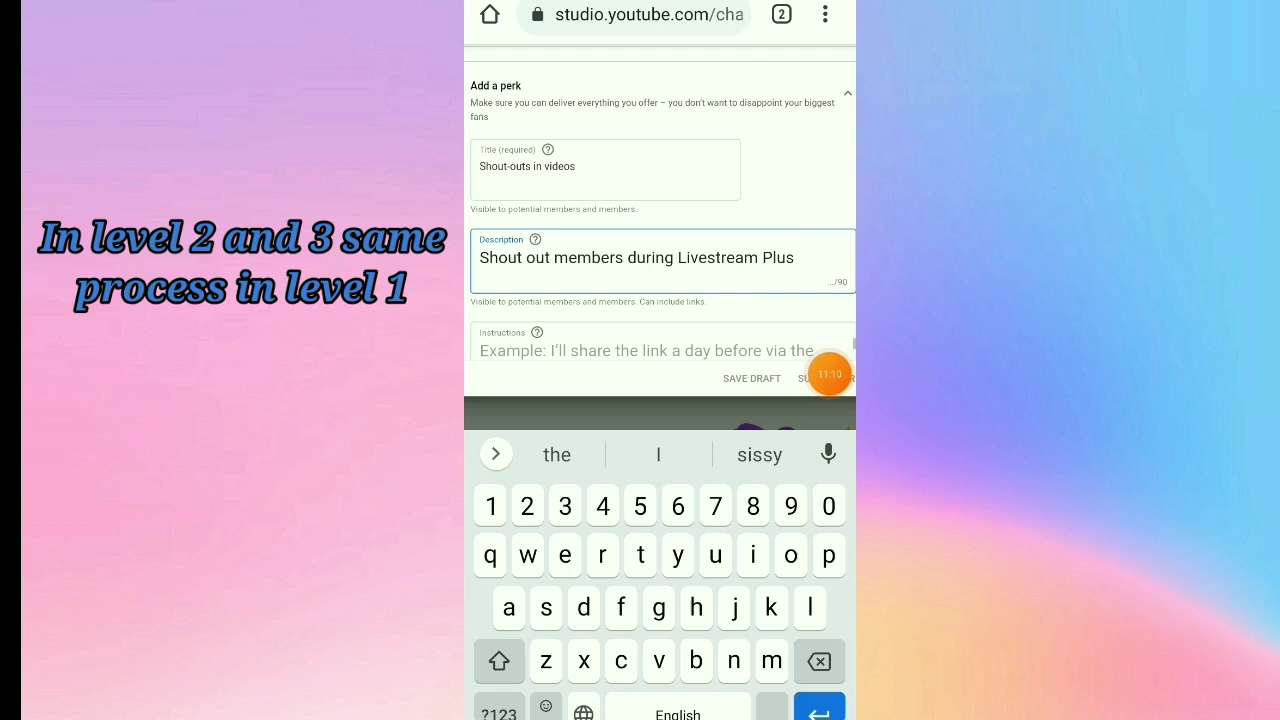 studio.youtube.com/cha
2
Add a perk
Make sure you can deliver everything you offer – you don't want to disappoint your biggest
fans
Title (required)
Shout-outs in videos
Visible to potential members and members.
In level 2 and 3 same
process in level 1
Description
Shout out members during Livestream Plus
.../90
Visible to potential members and members. Can include links.
Instructions
Example: I'll share the link a day before via the
SAVE DRAFT
11:10
the I sissy
1 2 3 4 5 6 7 8 9 0
q w e r t y u i o p
a s d f g h j k l
z x c v b n m
?123 English